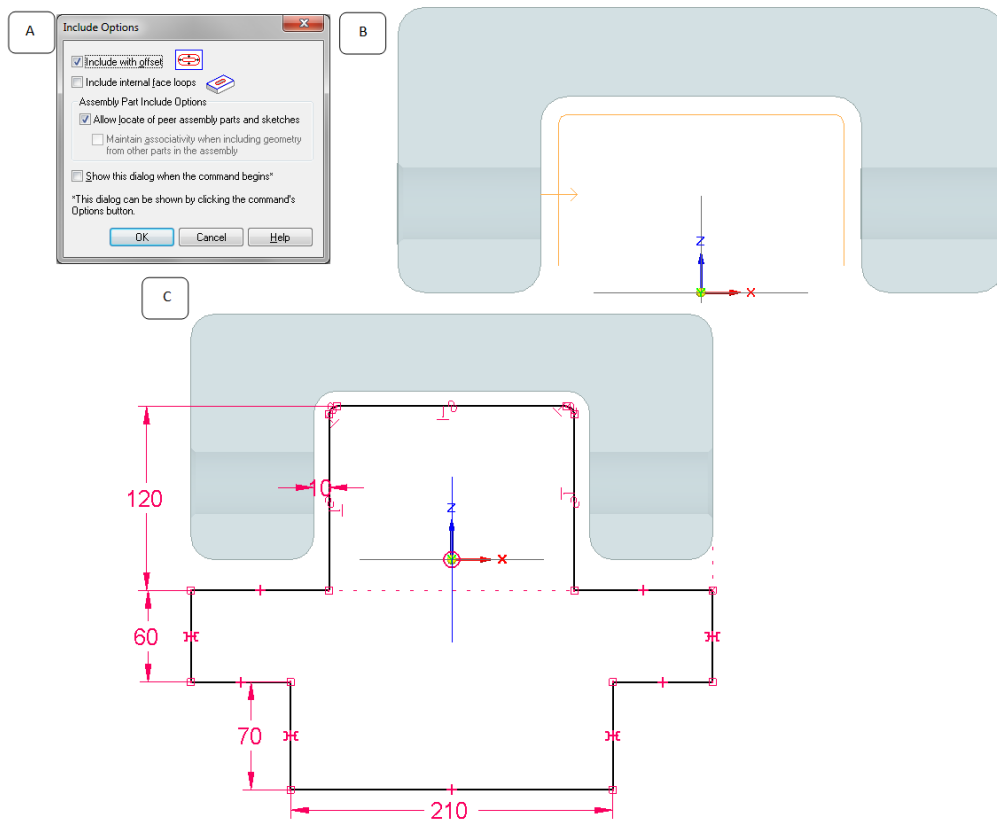 A
Include Options
Include with offset
Include internal face loops
Assembly Part Include Options
Allow locate of peer assembly parts and sketches
Maintain associativity when including geometry
from other parts in the assembly
Show this dialog when the command begins*
*This dialog can be shown by clicking the command's
Options button.
OK Cancel Help
B
Z
X
C
120
10
Z
X
60
70
210